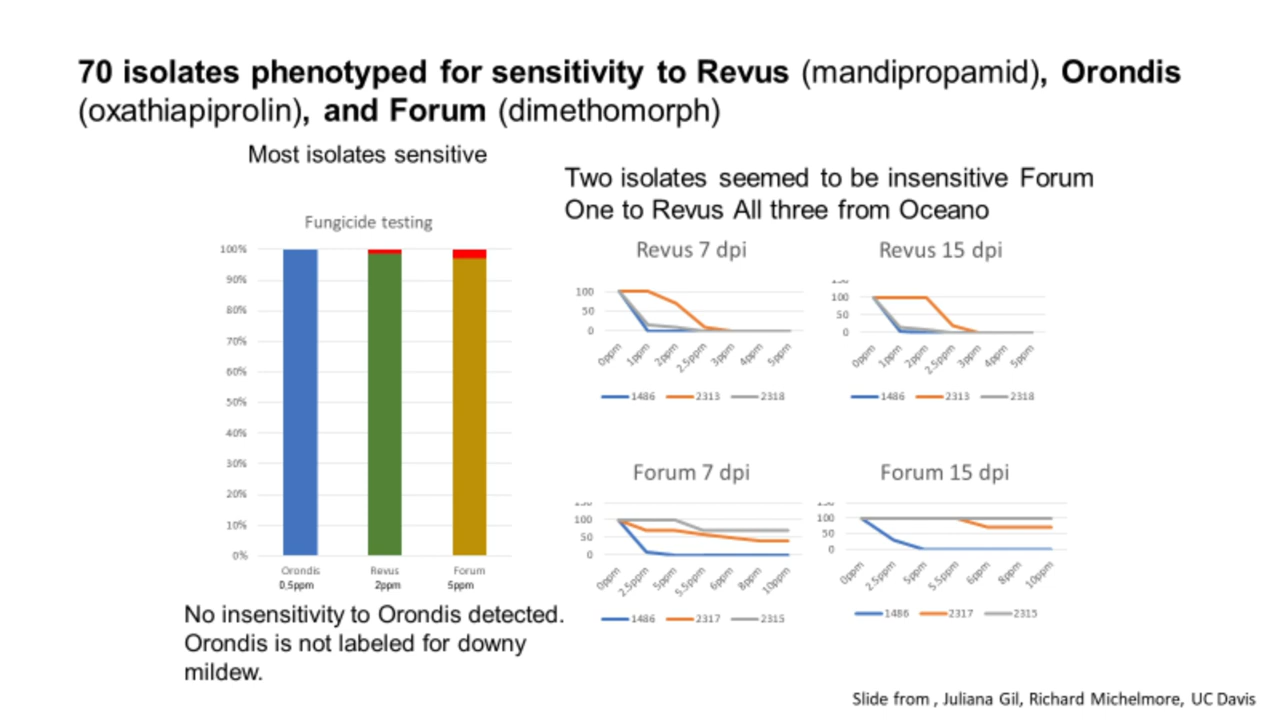 70 isolates phenotyped for sensitivity to Revus (mandipropamid), Orondis
(oxathiapiprolin), and Forum (dimethomorph)
Most isolates sensitive
Two isolates seemed to be insensitive Forum
One to Revus All three from Oceano
Fungicide testing
100%
90%
80%
70%
60%
50%
40%
30%
20%
10%
0%
Orondis Revus Forum
0,5ppm 2ppm 5ppm
No insensitivity to Orondis detected.
Orondis is not labeled for downy
mildew.
Revus 7 dpi
100
50
0
0ppm 1ppm 2ppm 2.5ppm 3ppm 4ppm 5ppm
1486 2313 2318
Revus 15 dpi
100
50
0
0ppm 1ppm 2ppm 2.5ppm 3ppm 4ppm 5ppm
1486 2313 2318
Forum 7 dpi
100
50
0
0ppm 2.5ppm 5ppm 5.5ppm 6ppm 8ppm 10ppm
1486 2317 2315
Forum 15 dpi
100
50
0
0ppm 2.5ppm 5ppm 5.5ppm 6ppm 8ppm 10ppm
1486 2317 2315
Slide from , Juliana Gil, Richard Michelmore, UC Davis